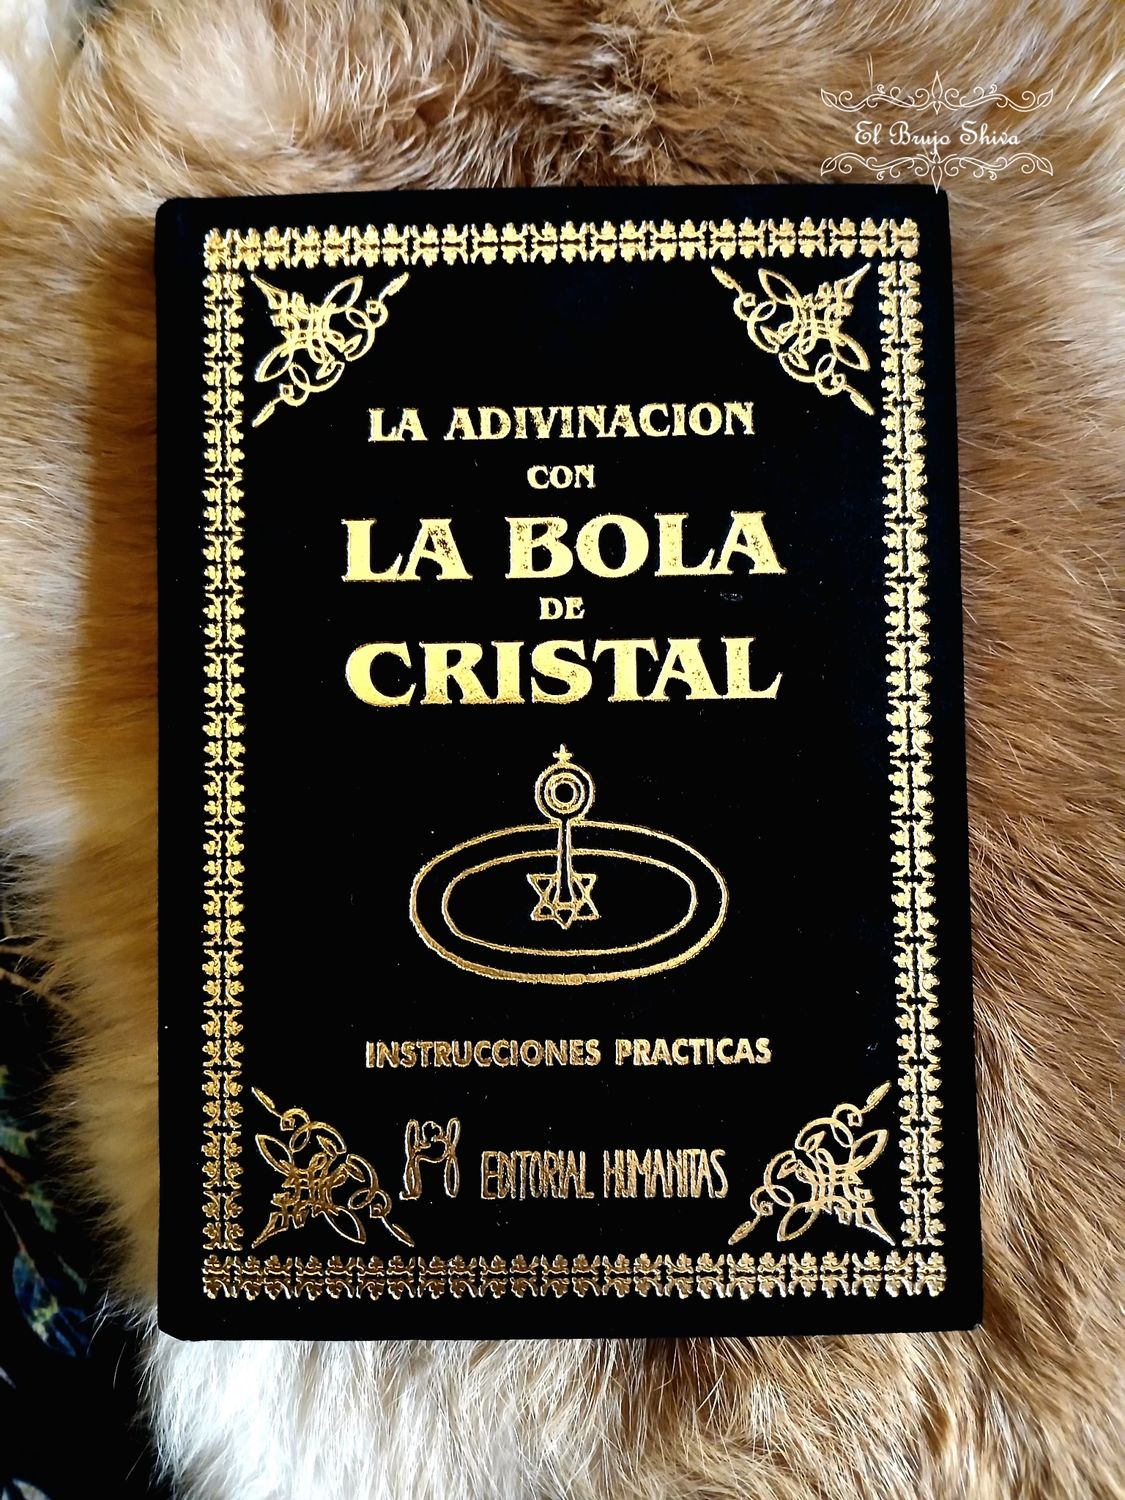 El Brujo Shiva
LA ADIVINACION
CON
LA BOLA
DE
CRISTAL
INSTRUCCIONES PRACTICAS
EDITORIAL HUMANITAS